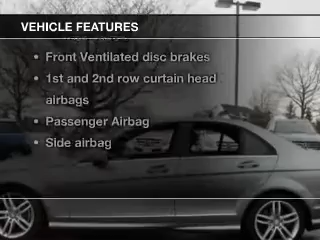 VEHICLE FEATURES
• Front Ventilated disc brakes
• 1st and 2nd row curtain head
airbags
• Passenger Airbag
• Side airbag